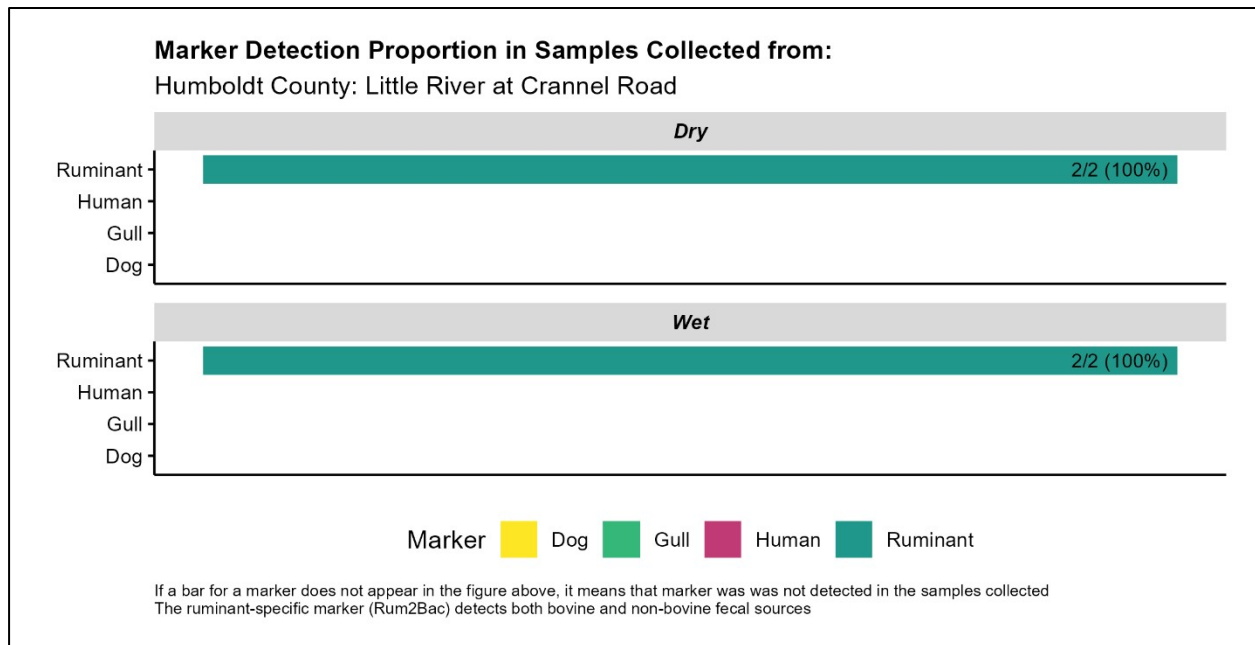 Marker Detection Proportion in Samples Collected from:
Humboldt County: Little River at Crannel Road
Dry
Ruminant
2/2 (100%)
Human
Gull
Dog
Wet
Ruminant
2/2 (100%)
Human
Gull
Dog
Marker Dog Gull Human Ruminant
If a bar for a marker does not appear in the figure above, it means that marker was was not detected in the samples collected
The ruminant-specific marker (Rum2Bac) detects both bovine and non-bovine fecal sources